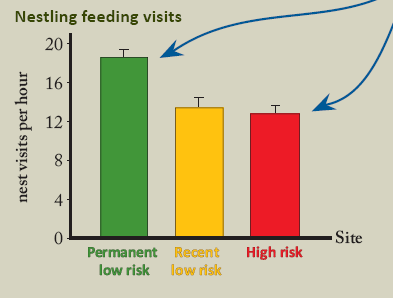 Nestling feeding visits
20
16
12
8
4
0
nest visits per hour
Site
Permanent
low risk
Recent
low risk
High risk